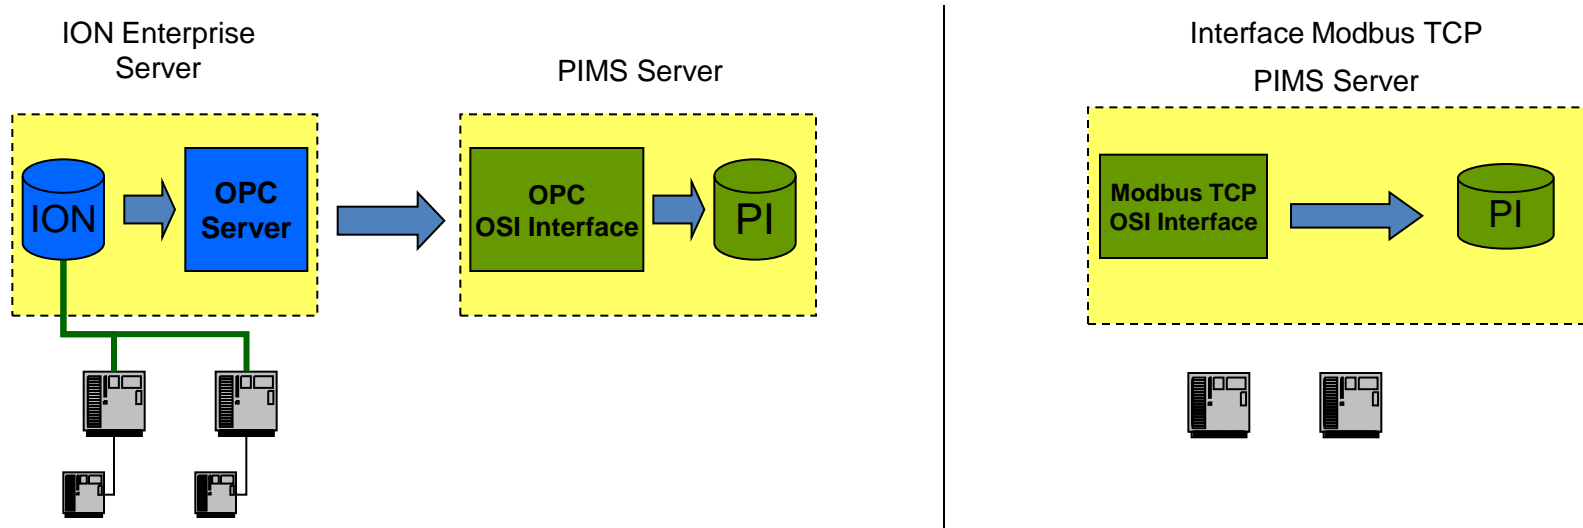 ION Enterprise
Server
PIMS Server
ION
OPC
Server
OPC
OSI Interface
PI
Interface Modbus TCP
PIMS Server
Modbus TCP
OSI Interface
PI